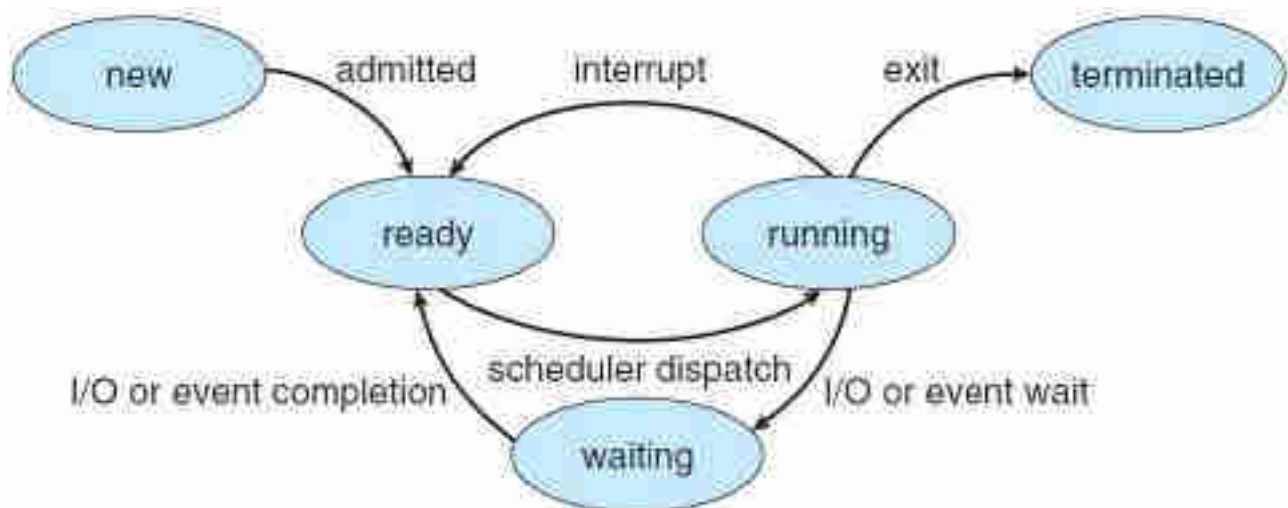 new
admitted
interrupt
exit
terminated
ready
running
scheduler dispatch
I/O or event completion
I/O or event wait
waiting